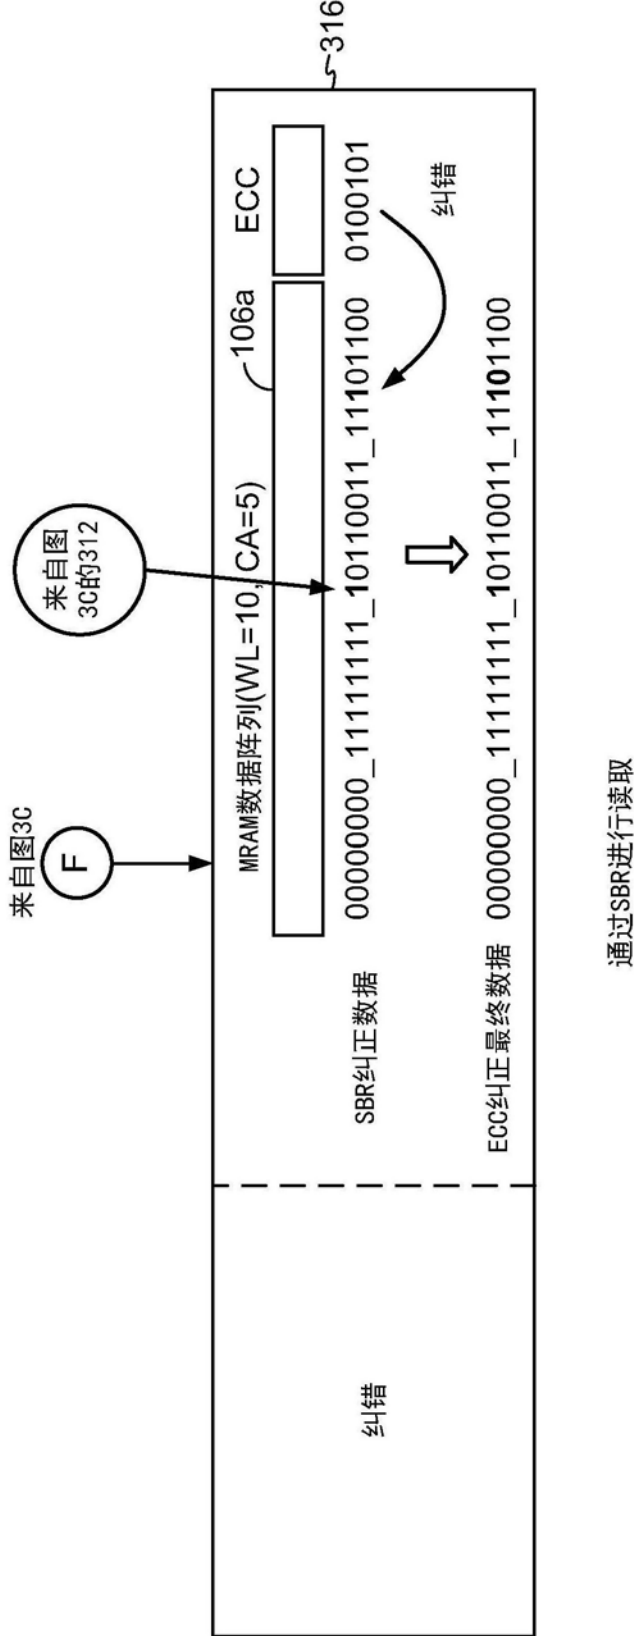 来自图3C
F
来自图
3C的312
316
MRAM数据阵列(WL=10, CA=5)
106a
ECC
SBR纠正数据 00000000_11111111_10110011_11101100 0100101
纠错
纠错
ECC纠正最终数据 00000000_11111111_10110011_11101100
通过SBR进行读取